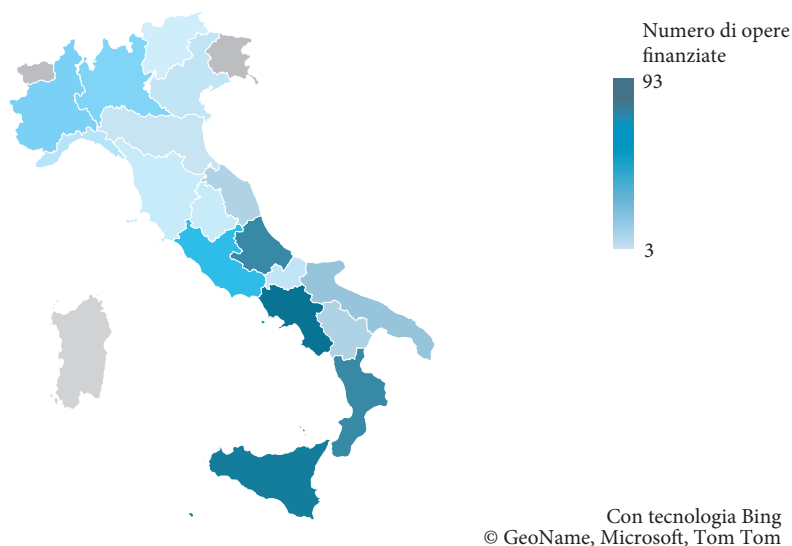 Numero di opere
finanziate
93
3
Con tecnologia Bing
© GeoName, Microsoft, Tom Tom